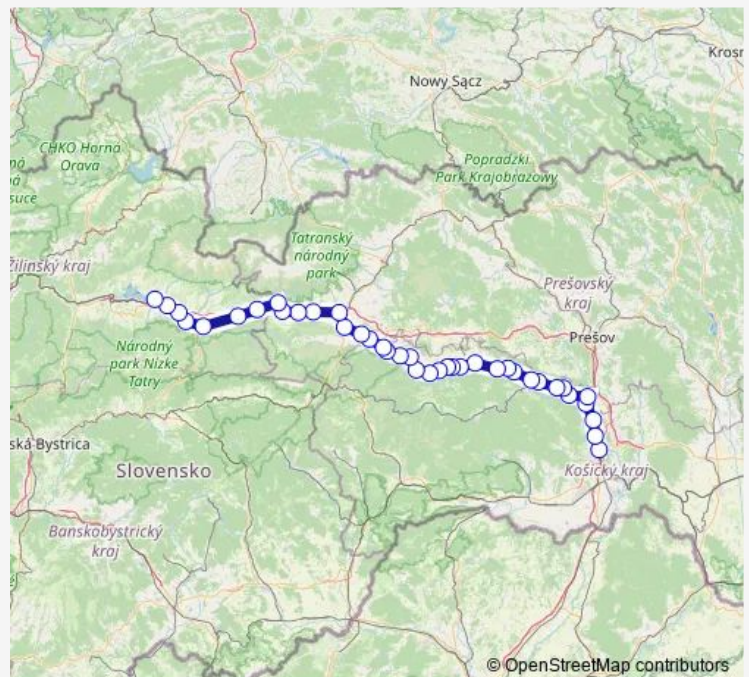 Nowy Sącz
Krosn
CHKO Horná
Orava
Popradzki
Park Krajobrazowy
suce
Tatranský
národný
park
Žilinský kraj
Prešovský
kraj
Prešov
Národný
park Nízke
Tatry
ská Bystrica
Slovensko
Košický kraj
Banskobystrický
kraj
© OpenStreetMap contributors